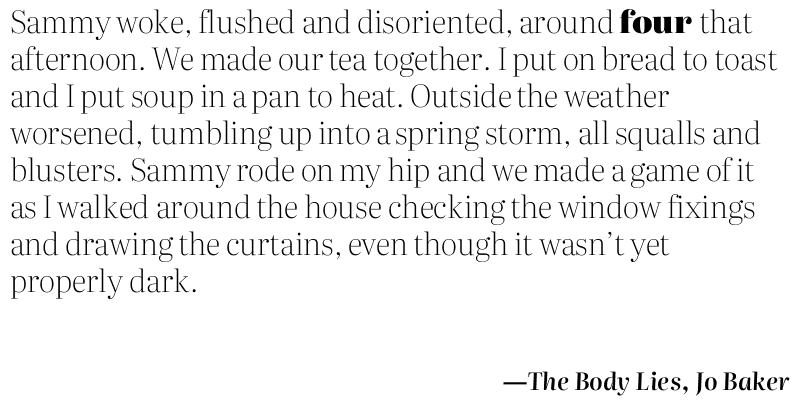 Sammy woke, flushed and disoriented, around four that
afternoon. We made our tea together. I put on bread to toast
and I put soup in a pan to heat. Outside the weather
worsened, tumbling up into a spring storm, all squalls and
blusters. Sammy rode on my hip and we made a game of it
as I walked around the house checking the window fixings
and drawing the curtains, even though it wasn’t yet
properly dark.
—The Body Lies, Jo Baker